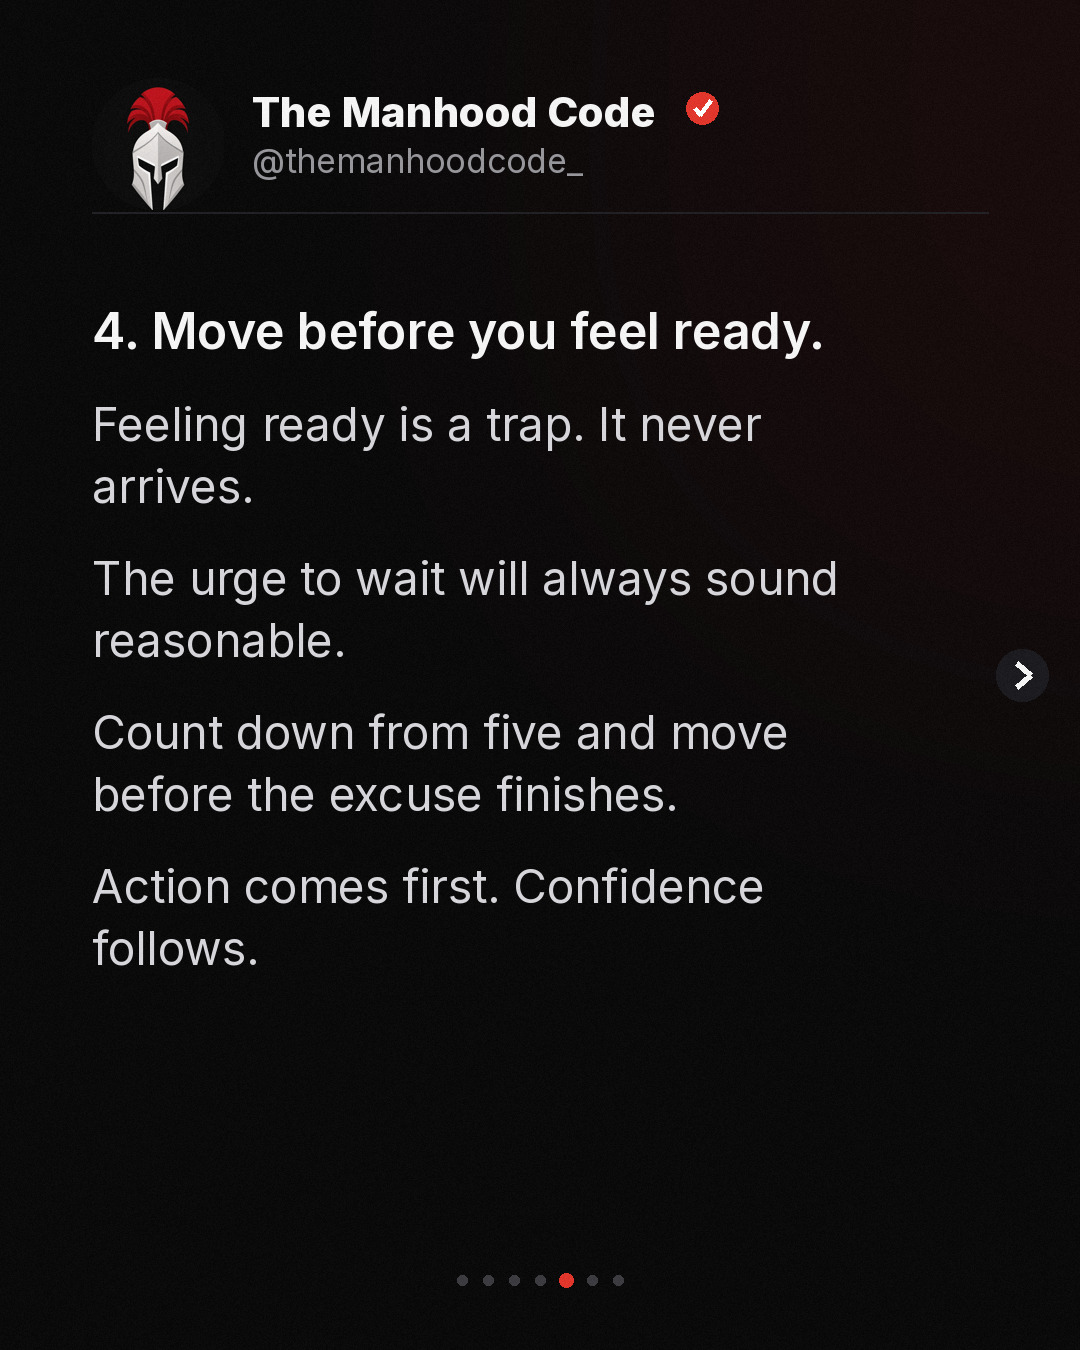 The Manhood Code
@themanhoodcode_
4. Move before you feel ready.
Feeling ready is a trap. It never
arrives.
The urge to wait will always sound
reasonable.
Count down from five and move
before the excuse finishes.
Action comes first. Confidence
follows.